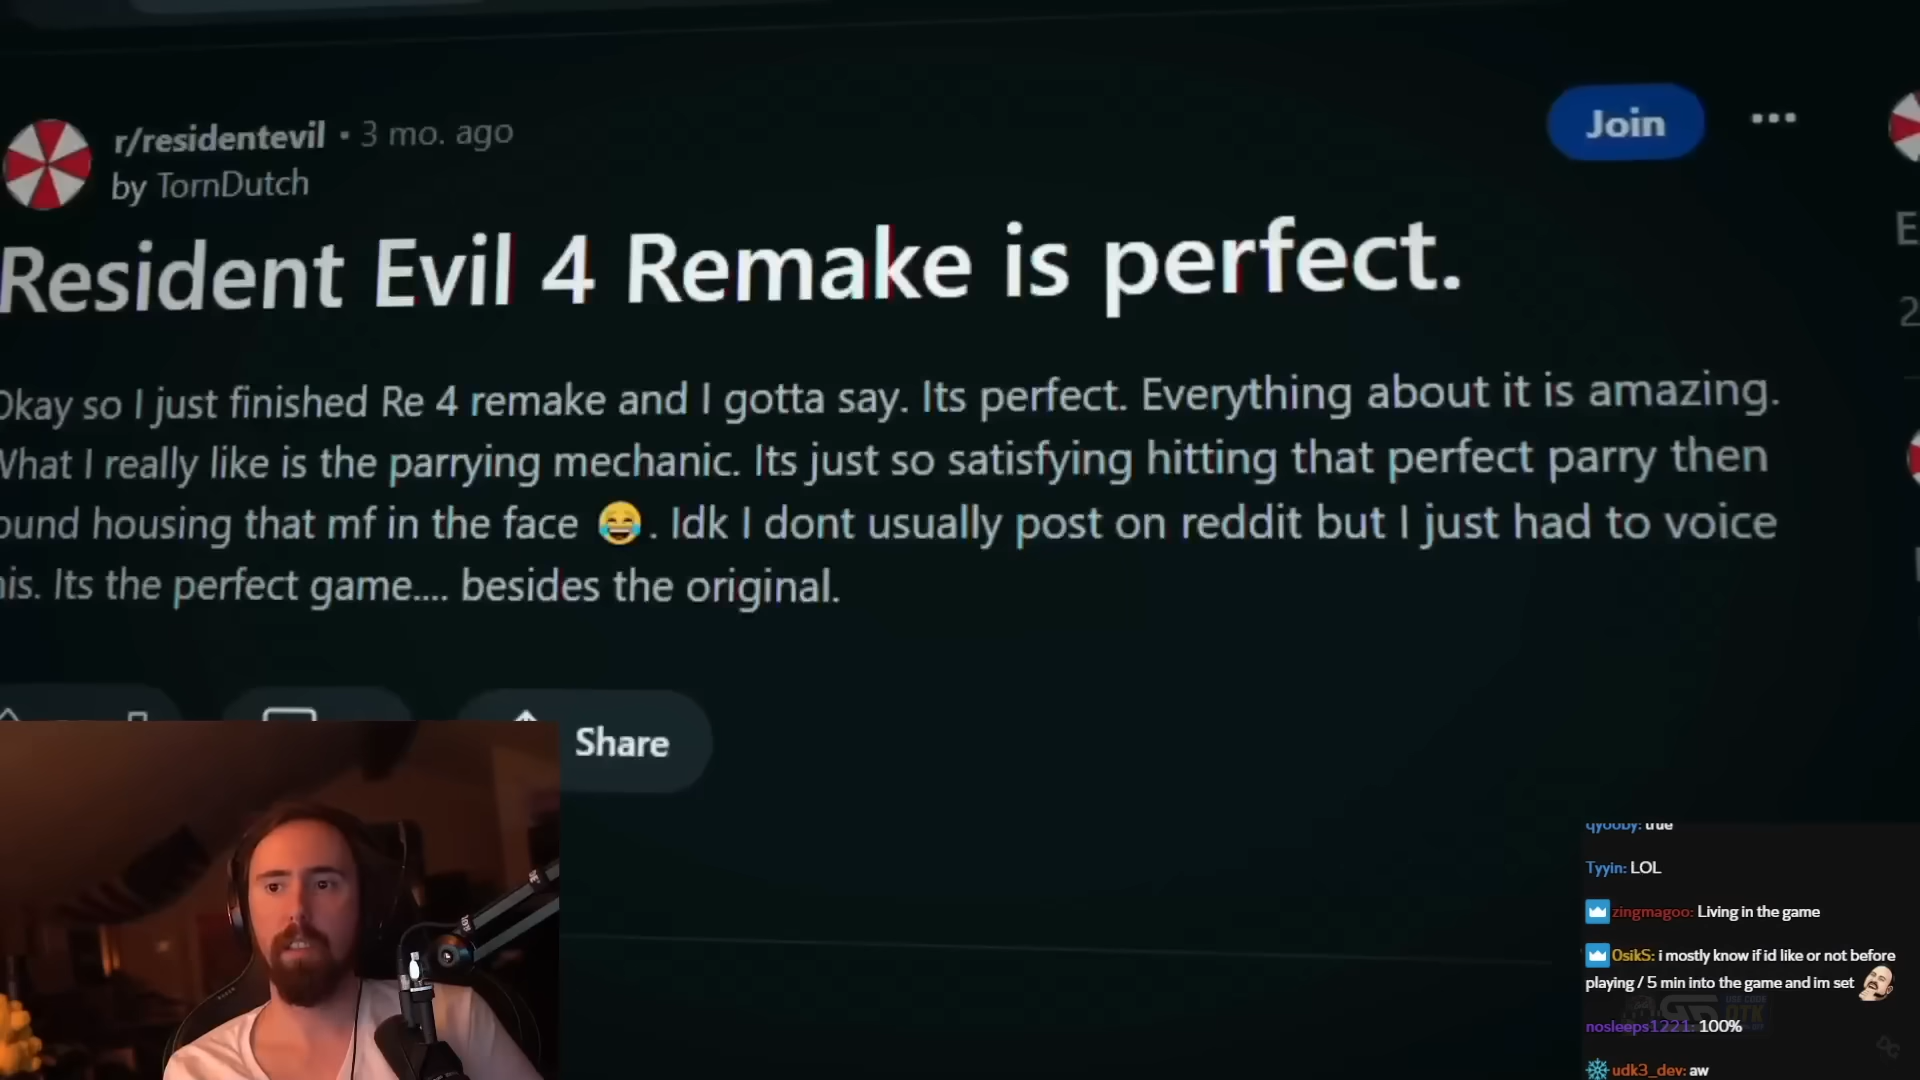 r/residentevil • 3 mo. ago
by TornDutch
Join
Resident Evil 4 Remake is perfect.
Okay so I just finished Re 4 remake and I gotta say. Its perfect. Everything about it is amazing.
What I really like is the parrying mechanic. Its just so satisfying hitting that perfect parry then
ound housing that mf in the face 😂. Idk I dont usually post on reddit but I just had to voice
his. Its the perfect game.... besides the original.
Share
qyooby: true
Tyyin: LOL
zingmagoo: Living in the game
OsikS: i mostly know if id like or not before
playing / 5 min into the game and im set
nosleeps1221: 100%
udk3_dev: aw